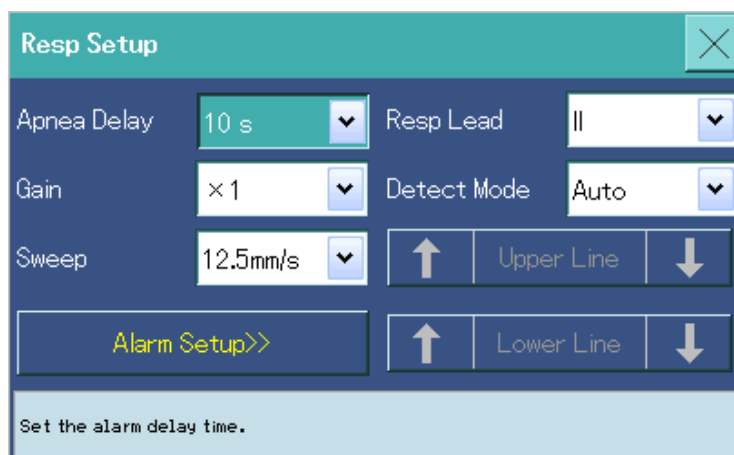 Resp Setup
Apnea Delay 10 s Resp Lead II
Gain ×1 Detect Mode Auto
Sweep 12.5mm/s Upper Line
Alarm Setup>> Lower Line
Set the alarm delay time.